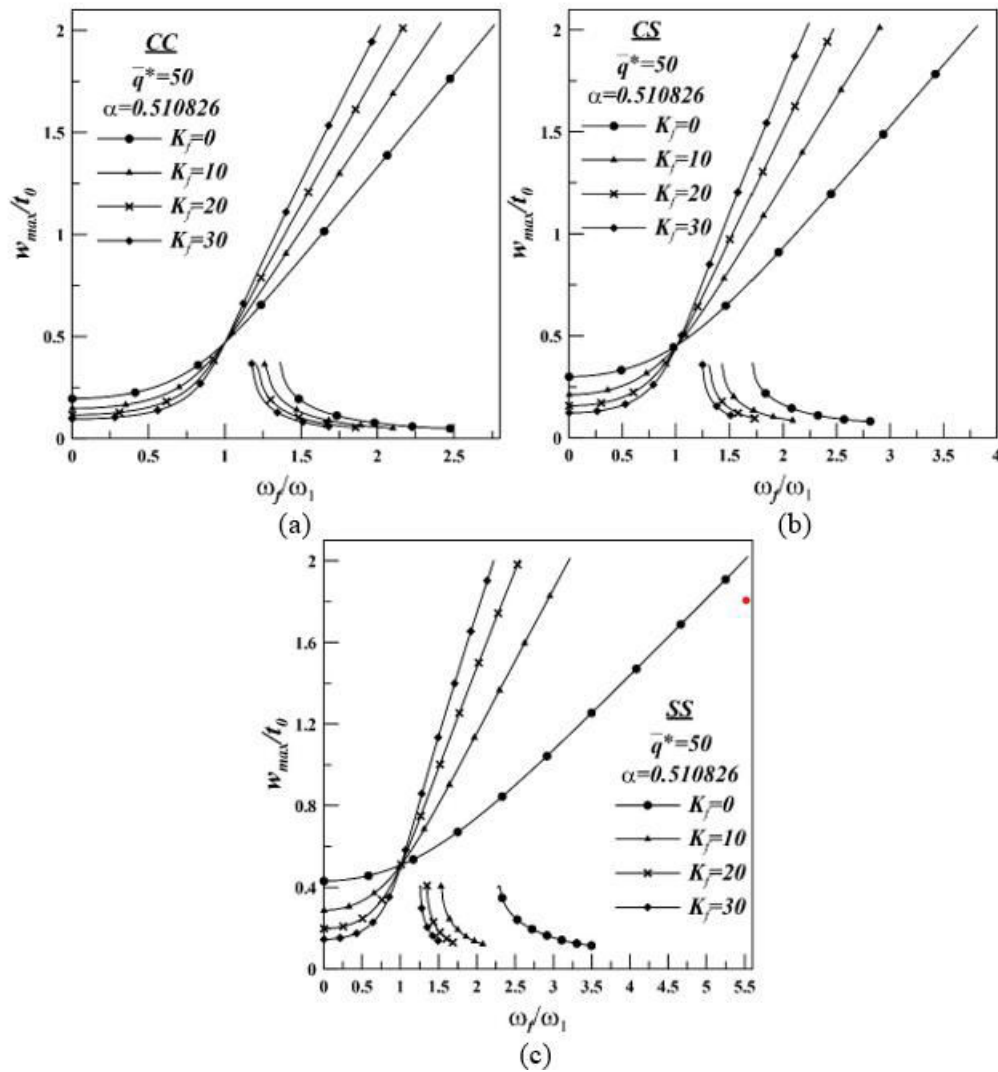 2
1.5
1
0.5
0
w_max/t_0
CC
q̄*=50
α=0.510826
K_f=0
K_f=10
K_f=20
K_f=30
0 0.5 1 1.5 2 2.5
ω_f/ω_1
(a)
2
1.5
1
0.5
0
w_max/t_0
CS
q̄*=50
α=0.510826
K_f=0
K_f=10
K_f=20
K_f=30
0 0.5 1 1.5 2 2.5 3 3.5 4
ω_f/ω_1
(b)
2
1.6
1.2
0.8
0.4
0
w_max/t_0
SS
q̄*=50
α=0.510826
K_f=0
K_f=10
K_f=20
K_f=30
0 0.5 1 1.5 2 2.5 3 3.5 4 4.5 5 5.5
ω_f/ω_1
(c)